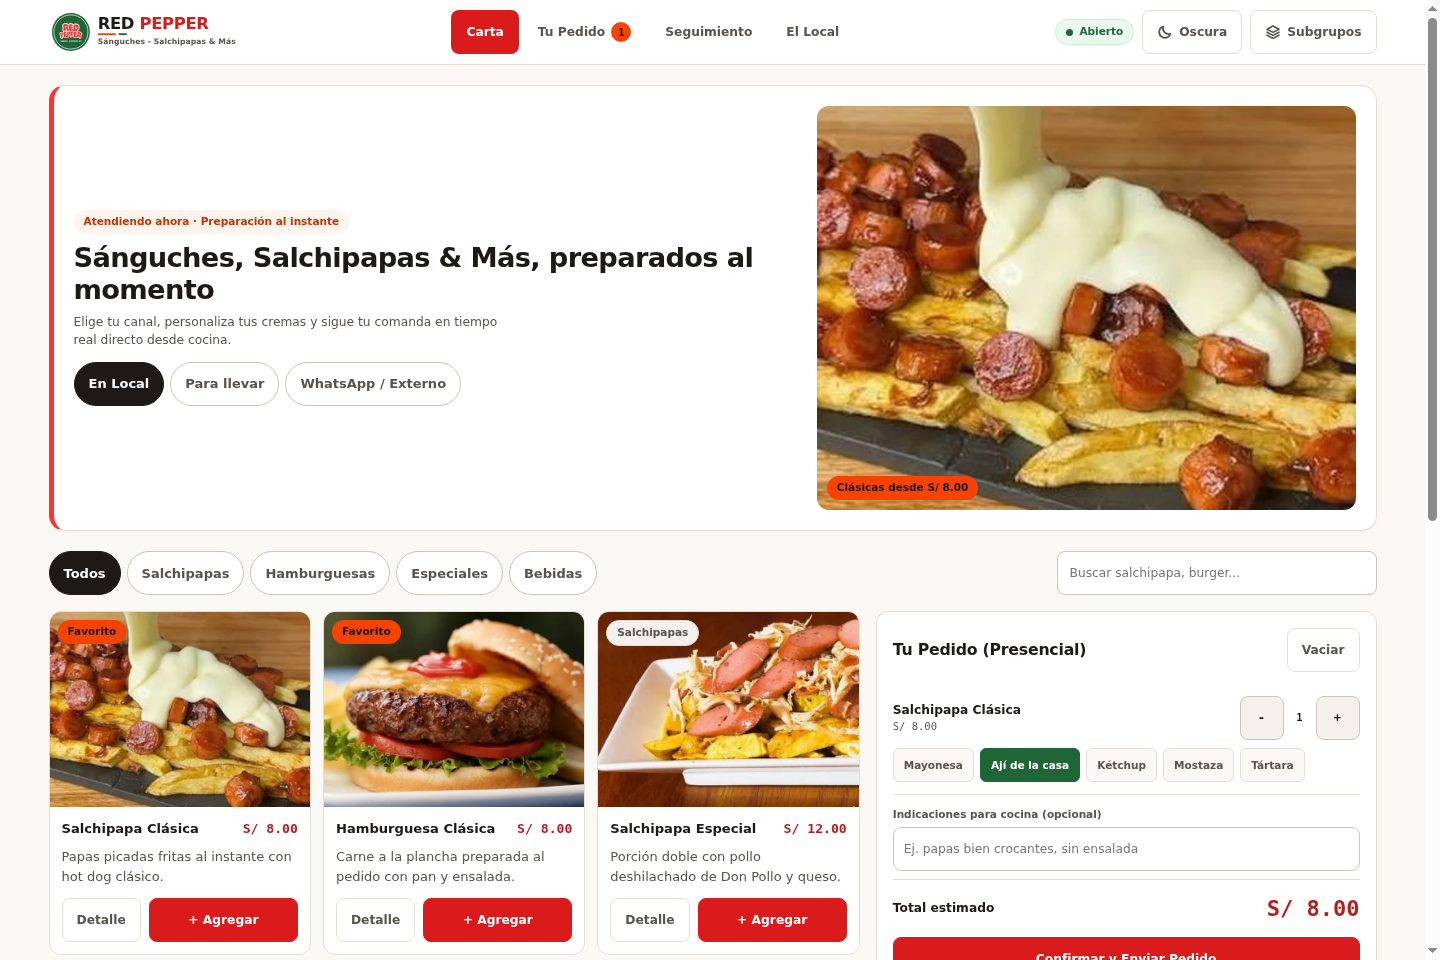 RED PEPPER
RED PEPPER
Sánguches - Salchipapas & Más
Carta
Tu Pedido 1
Seguimiento
El Local
Abierto
Oscura
Subgrupos
Atendiendo ahora · Preparación al instante
Sánguches, Salchipapas & Más, preparados al
momento
Elige tu canal, personaliza tus cremas y sigue tu comanda en tiempo
real directo desde cocina.
En Local
Para llevar
WhatsApp / Externo
Clásicas desde S/ 8.00
Todos
Salchipapas
Hamburguesas
Especiales
Bebidas
Buscar salchipapa, burger...
Favorito
Salchipapa Clásica S/ 8.00
Papas picadas fritas al instante con
hot dog clásico.
Detalle
+ Agregar
Favorito
Hamburguesa Clásica S/ 8.00
Carne a la plancha preparada al
pedido con pan y ensalada.
Detalle
+ Agregar
Salchipapas
Salchipapa Especial S/ 12.00
Porción doble con pollo
deshilachado de Don Pollo y queso.
Detalle
+ Agregar
Tu Pedido (Presencial)
Vaciar
Salchipapa Clásica
S/ 8.00
- 1 +
Mayonesa
Ají de la casa
Kétchup
Mostaza
Tártara
Indicaciones para cocina (opcional)
Ej. papas bien crocantes, sin ensalada
Total estimado S/ 8.00
Confirmar y Enviar Pedido